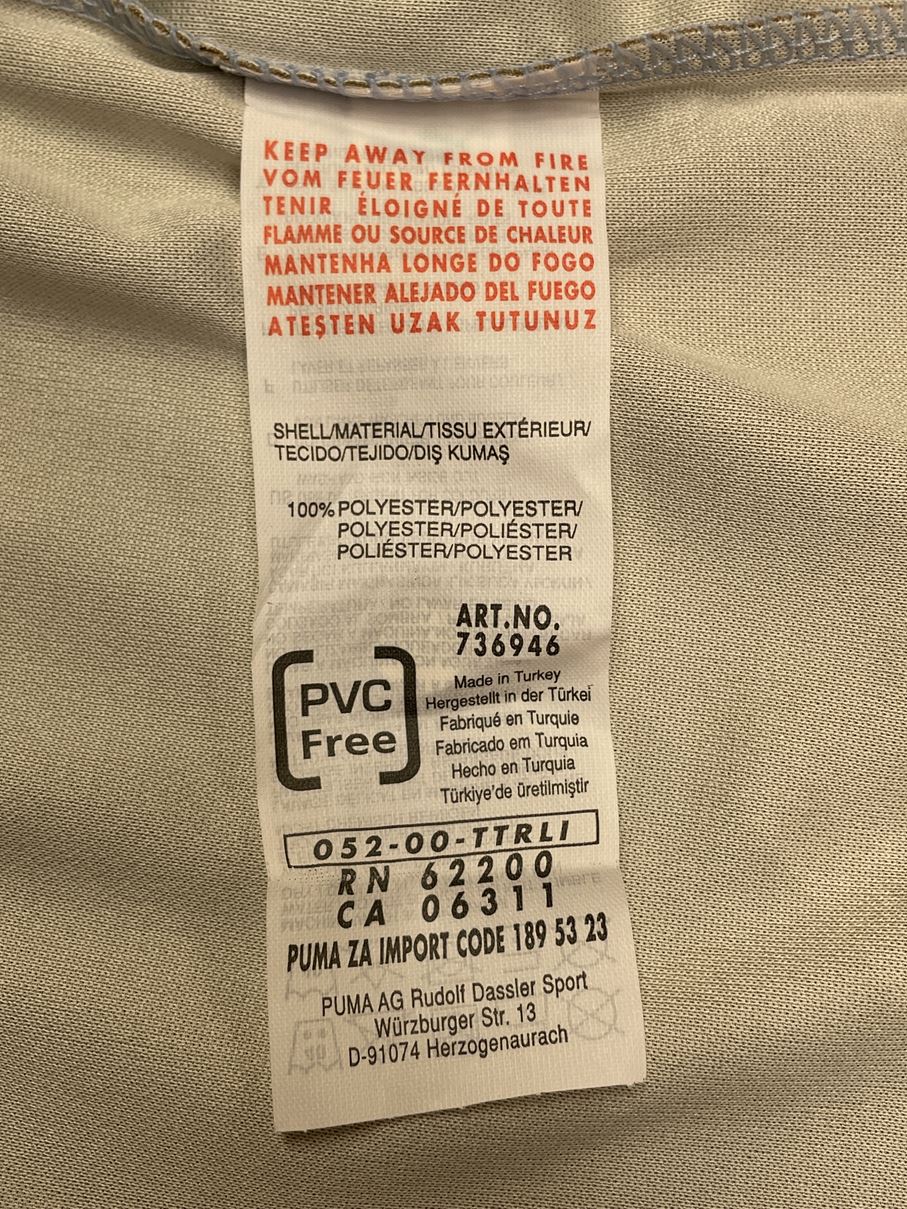 KEEP AWAY FROM FIRE
VOM FEUER FERNHALTEN
TENIR ÉLOIGNÉ DE TOUTE
FLAMME OU SOURCE DE CHALEUR
MANTENHA LONGE DO FOGO
MANTENER ALEJADO DEL FUEGO
ATEŞTEN UZAK TUTUNUZ
SHELL/MATERIAL/TISSU EXTÉRIEUR/
TECIDO/TEJIDO/DIŞ KUMAŞ
100% POLYESTER/POLYESTER/
POLYESTER/POLIÉSTER/
POLIÉSTER/POLYESTER
ART.NO.
736946
PVC
Free
Made in Turkey
Hergestellt in der Türkei
Fabriqué en Turquie
Fabricado em Turquia
Hecho en Turquia
Türkiye'de üretilmiştir
052-00-TTRLI
RN 62200
CA 06311
PUMA ZA IMPORT CODE 189 53 23
PUMA AG Rudolf Dassler Sport
Würzburger Str. 13
D-91074 Herzogenaurach